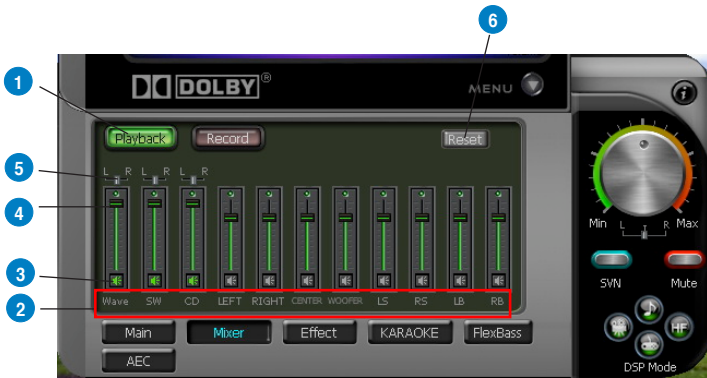 6
1
DOLBY®
MENU
i
Playback
Record
Reset
5
L R L R L R
4
Min L R Max
3
SVN Mute
2
Wave SW CD LEFT RIGHT CENTER WOOFER LS RS LB RB
Main Mixer Effect KARAOKE FlexBass
HF
AEC
DSP Mode